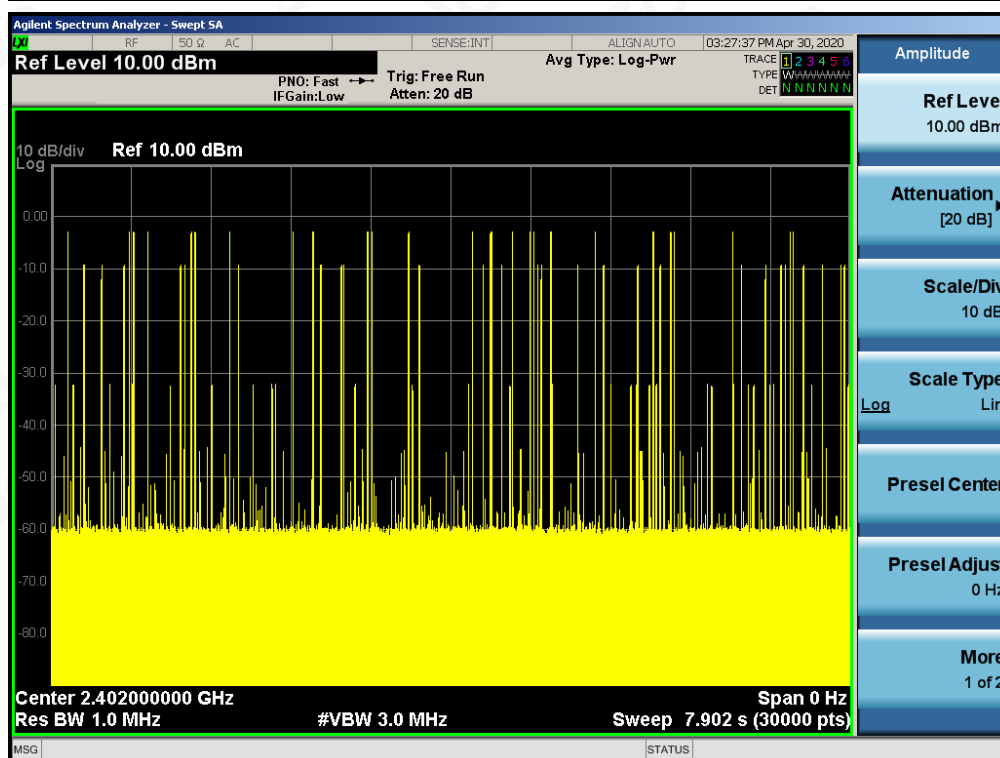 Agilent Spectrum Analyzer - Swept SA
LXI RF 50 Ω AC SENSE:INT ALIGN AUTO 03:27:37 PM Apr 30, 2020
Ref Level 10.00 dBm
PNO: Fast
IFGain:Low
Trig: Free Run
Atten: 20 dB
Avg Type: Log-Pwr
TRACE 1 2 3 4 5 6
TYPE W
DET N N N N N N
10 dB/div Ref 10.00 dBm
Log
0.00
-10.0
-20.0
-30.0
-40.0
-50.0
-60.0
-70.0
-80.0
Center 2.402000000 GHz Span 0 Hz
Res BW 1.0 MHz #VBW 3.0 MHz Sweep 7.902 s (30000 pts)
MSG STATUS
Amplitude
Ref Leve
10.00 dBm
Attenuation
[20 dB]
Scale/Div
10 dB
Scale Type
Log Lin
Presel Center
Presel Adjus
0 Hz
More
1 of 2